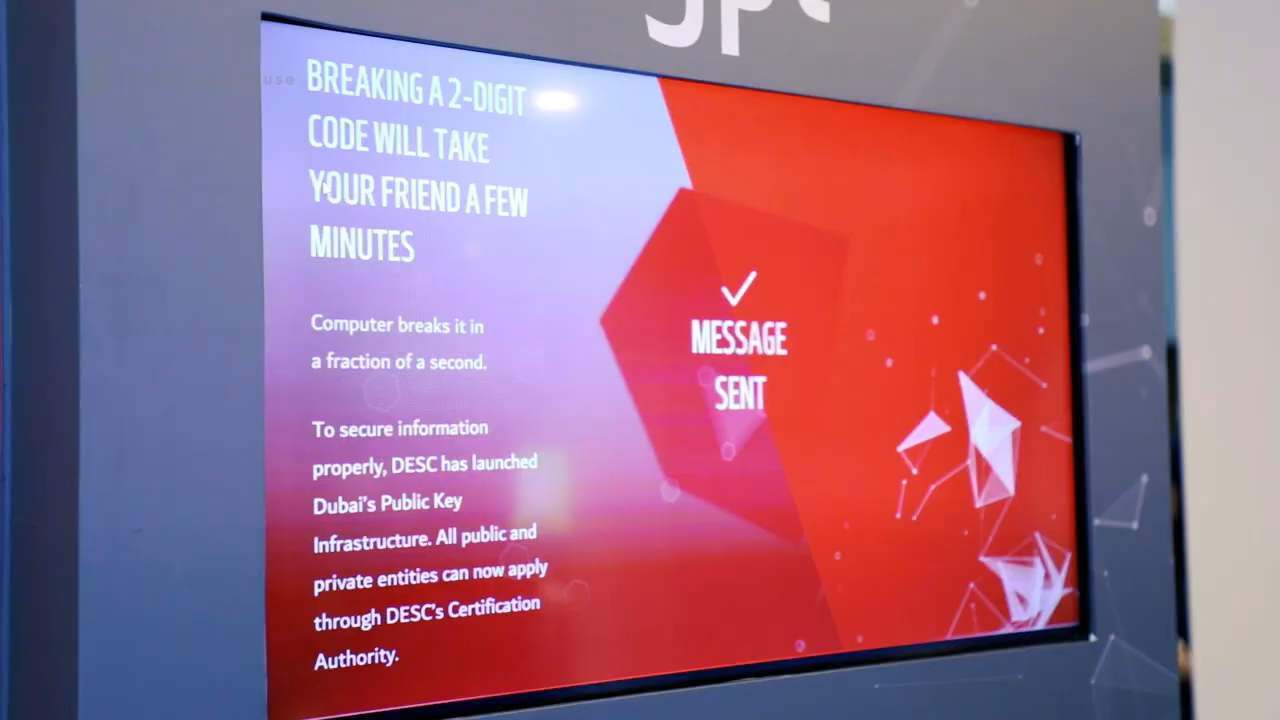 BREAKING A 2-DIGIT
CODE WILL TAKE
YOUR FRIEND A FEW
MINUTES
Computer breaks it in
a fraction of a second.
To secure information
properly, DESC has launched
Dubai's Public Key
Infrastructure. All public and
private entities can now apply
through DESC's Certification
Authority.
MESSAGE
SENT